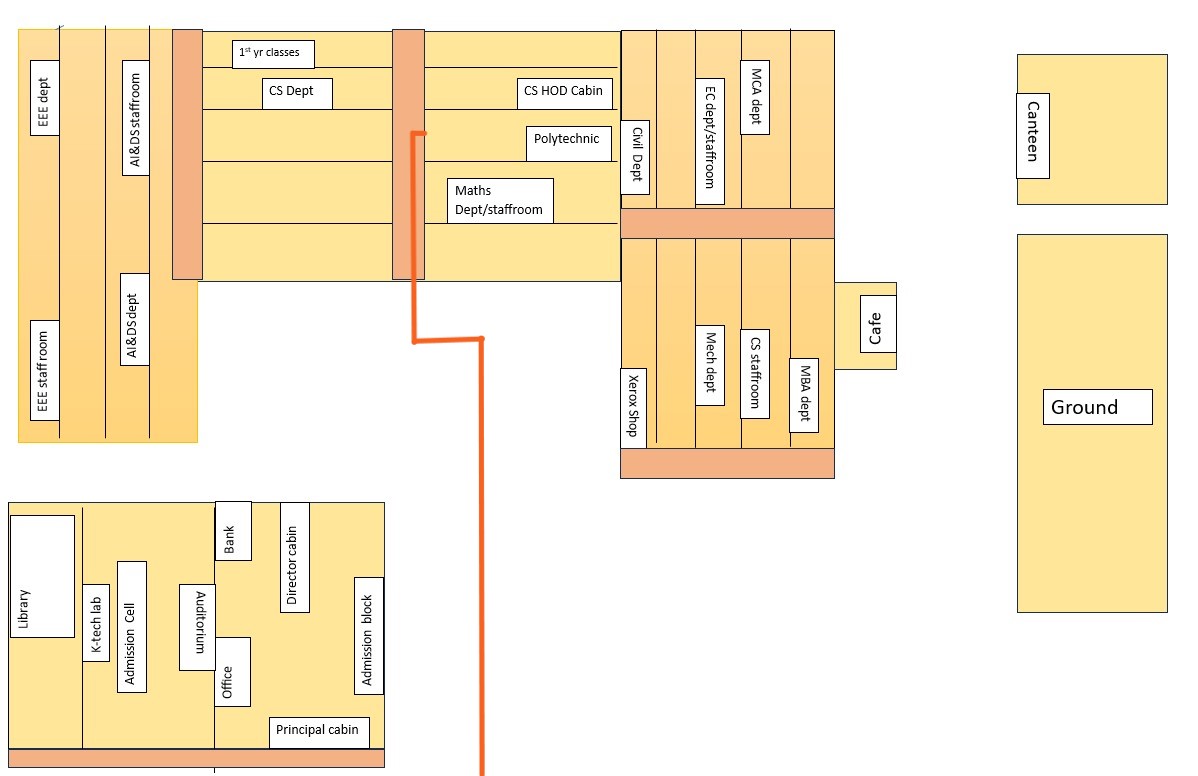 1st yr classes
CS Dept
CS HOD Cabin
Polytechnic
Maths
Dept/staffroom
EEE dept
AI&DS staffroom
EEE staffroom
AI&DS dept
Civil Dept
EC dept/staffroom
MCA dept
Xerox Shop
Mech dept
CS staffroom
MBA dept
Cafe
Canteen
Ground
Library
K-tech lab
Admission Cell
Auditorium
Bank
Office
Director cabin
Admission block
Principal cabin